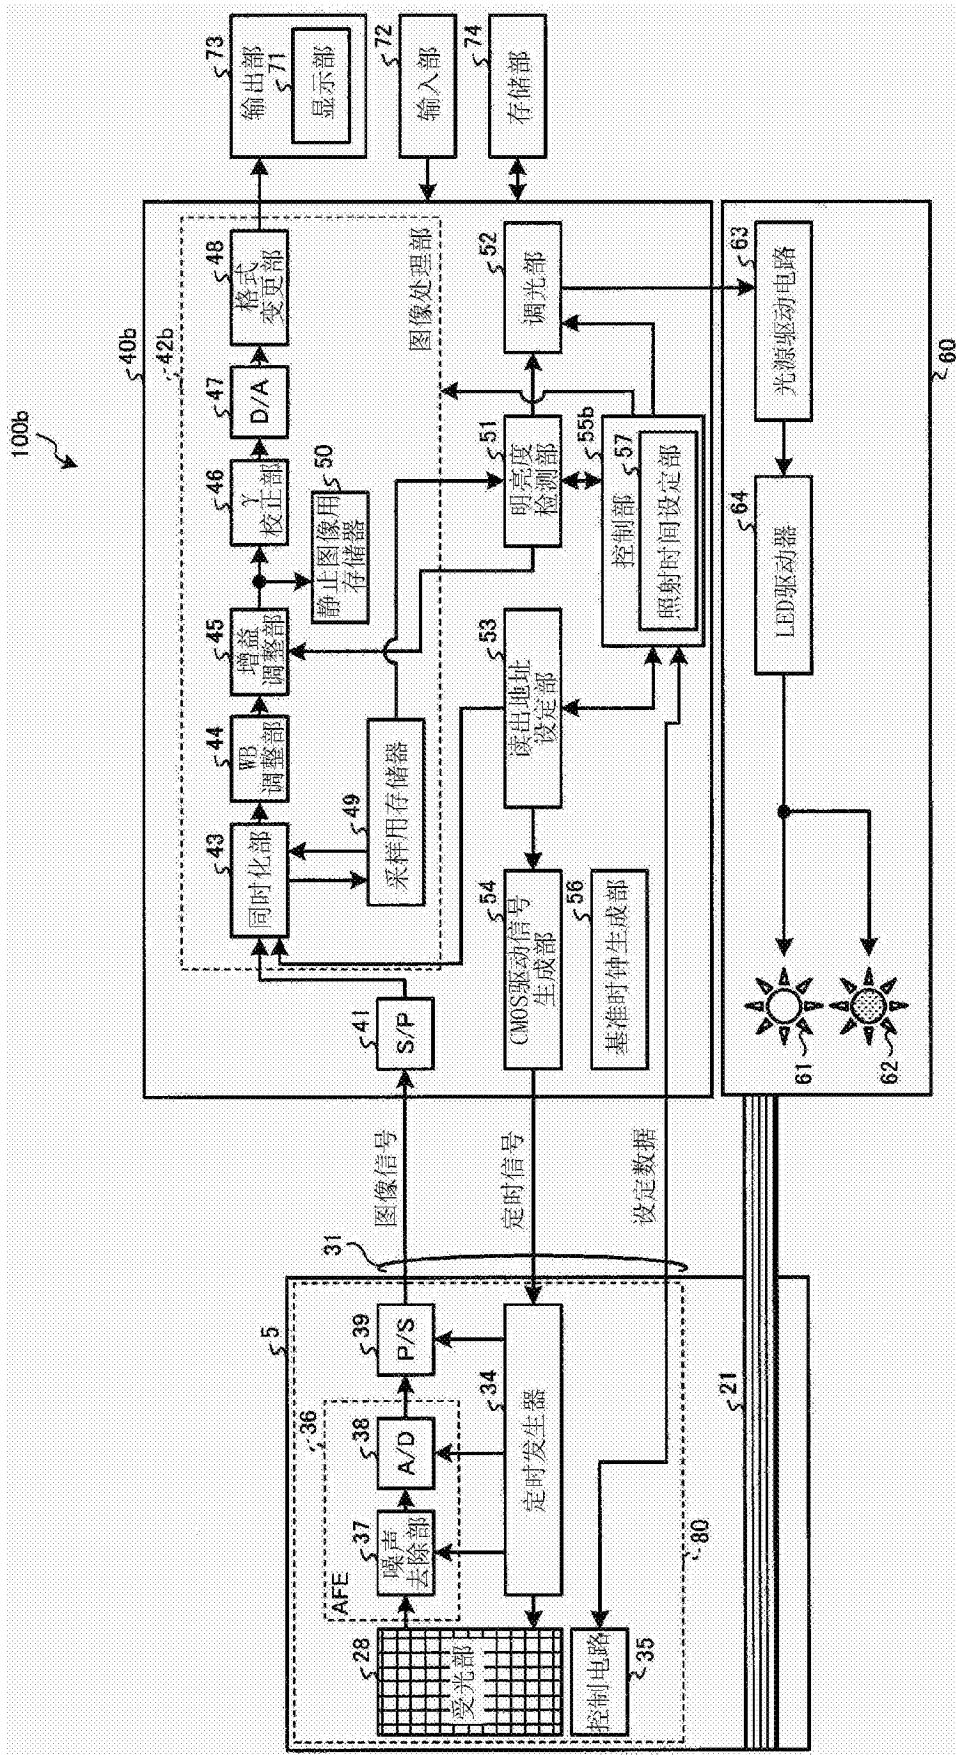 100b
5
36
AFE
28
受光部
37
噪声
去除部
38
A/D
39
P/S
34
定时发生器
35
控制电路
80
21
31
图像信号
定时信号
设定数据
40b
42b
41
S/P
43
同时化部
44
WB
调整部
45
增益
调整部
46
γ
校正部
47
D/A
48
格式
变更部
49
采样用存储器
50
静止图像用
存储器
图像处理部
51
明亮度
检测部
52
调光部
53
读出地址
设定部
54
CMOS驱动信号
生成部
55b
控制部
57
照射时间设定部
56
基准时钟生成部
73
输出部
71
显示部
72
输入部
74
存储部
60
63
光源驱动电路
64
LED驱动器
61
62